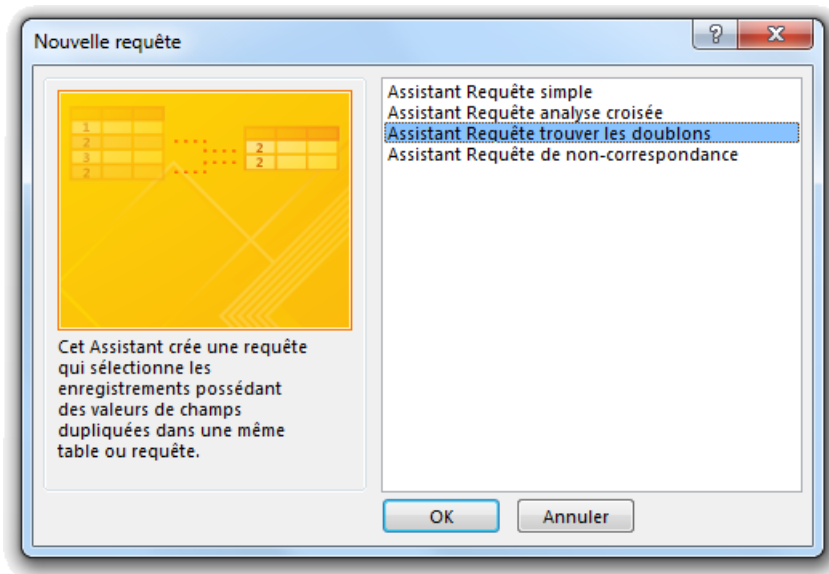 Nouvelle requête
1
2
3
2
2
2
Cet Assistant crée une requête
qui sélectionne les
enregistrements possédant
des valeurs de champs
dupliquées dans une même
table ou requête.
Assistant Requête simple
Assistant Requête analyse croisée
Assistant Requête trouver les doublons
Assistant Requête de non-correspondance
OK
Annuler